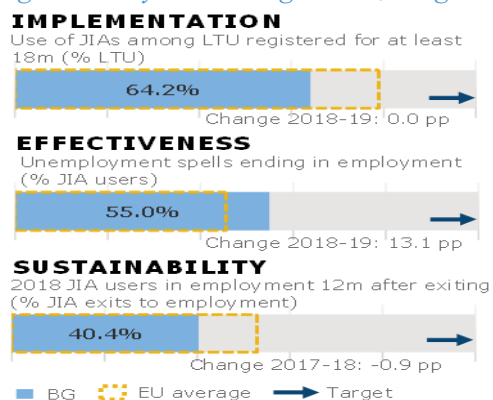 IMPLEMENTATION
Use of JIAs among LTU registered for at least
18m (% LTU)
64.2%
Change 2018-19: 0.0 pp
EFFECTIVENESS
Unemployment spells ending in employment
(% JIA users)
55.0%
Change 2018-19: 13.1 pp
SUSTAINABILITY
2018 JIA users in employment 12m after exiting
(% JIA exits to employment)
40.4%
Change 2017-18: -0.9 pp
BG EU average Target